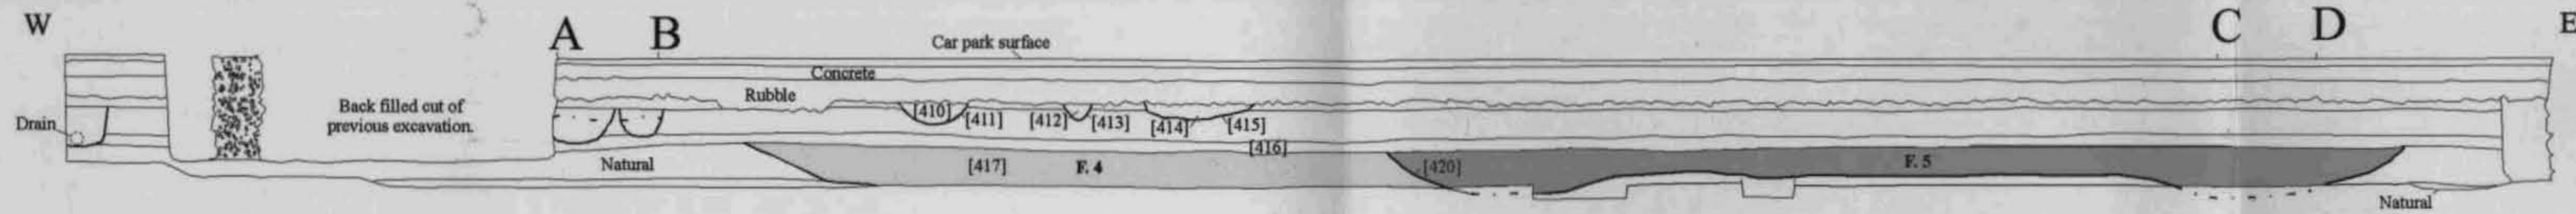 W
A
B
C
D
E
Car park surface
Concrete
Rubble
Back filled cut of
previous excavation.
Drain
[410]
[411]
[412]
[413]
[414]
[415]
[416]
Natural
[417]
F. 4
[420]
F. 5
Natural